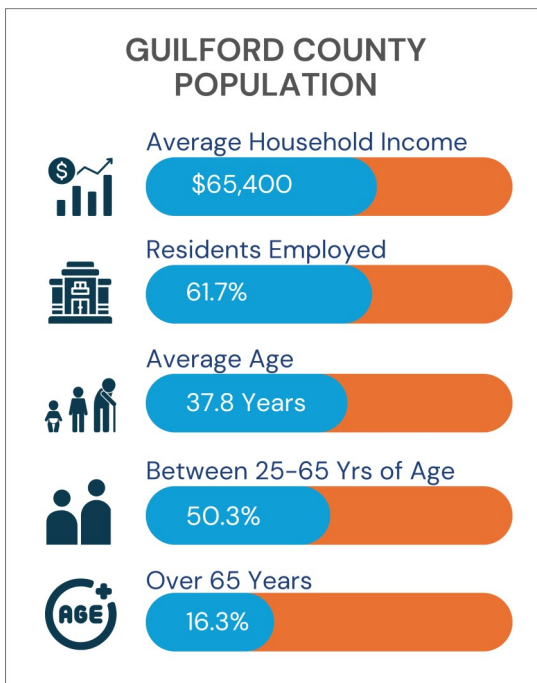 GUILFORD COUNTY
POPULATION
Average Household Income
$
$65,400
Residents Employed
61.7%
Average Age
37.8 Years
Between 25-65 Yrs of Age
50.3%
Over 65 Years
AGE+
16.3%